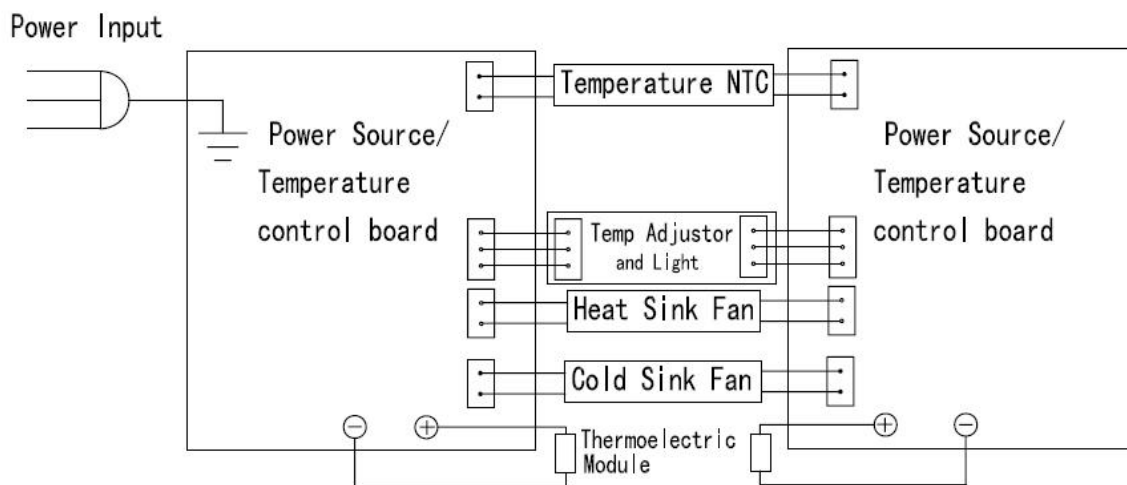 Power Input
Temperature NTC
Power Source/
Temperature
control board
Power Source/
Temperature
control board
Temp Adjustor
and Light
Heat Sink Fan
Cold Sink Fan
Thermoelectric
Module